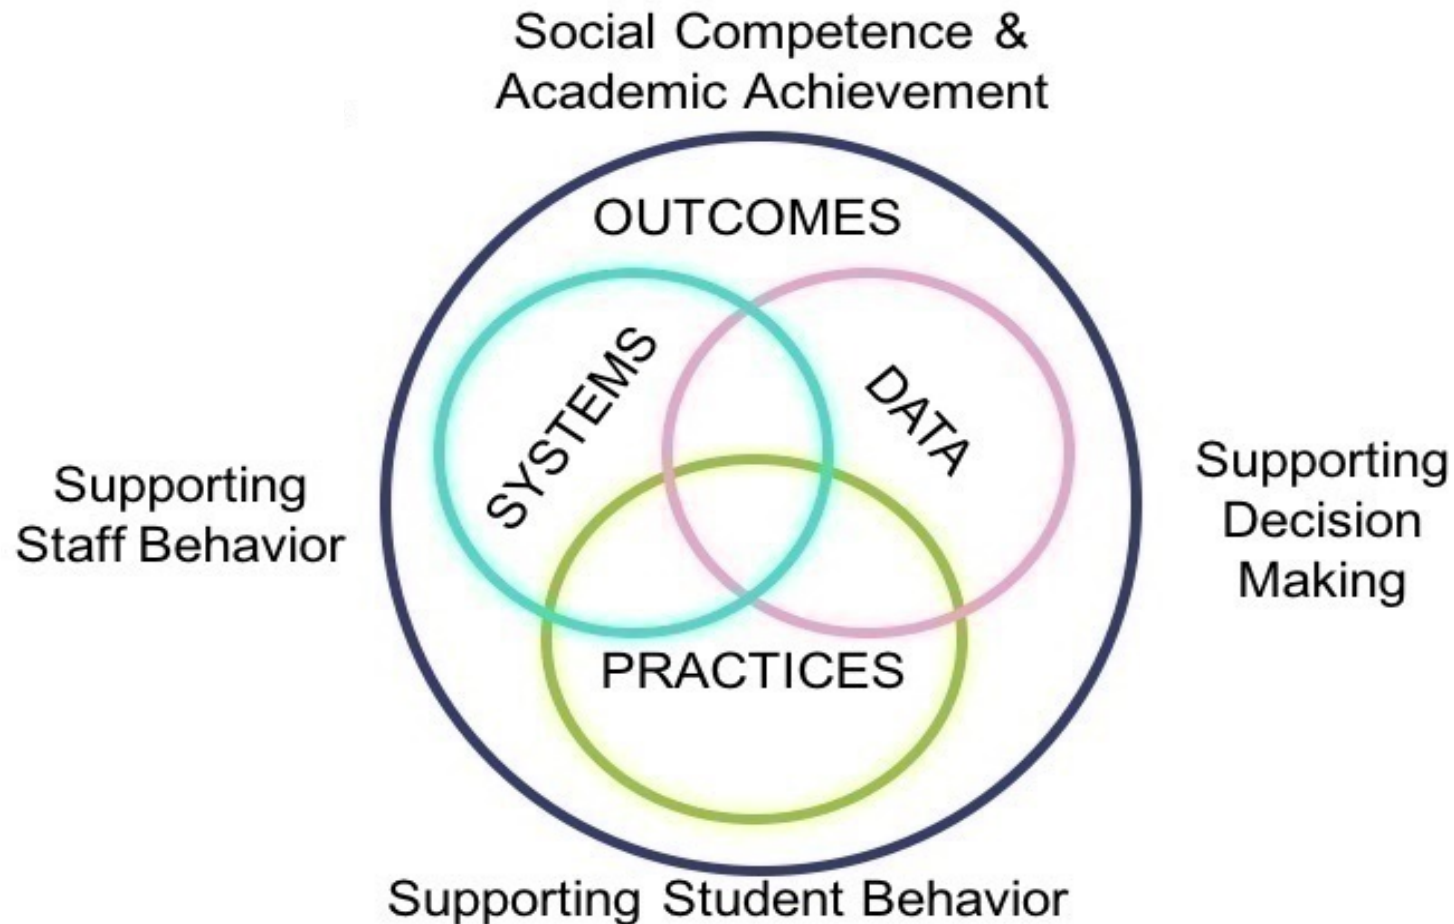 Social Competence &
Academic Achievement
OUTCOMES
SYSTEMS
DATA
PRACTICES
Supporting
Staff Behavior
Supporting
Decision
Making
Supporting Student Behavior